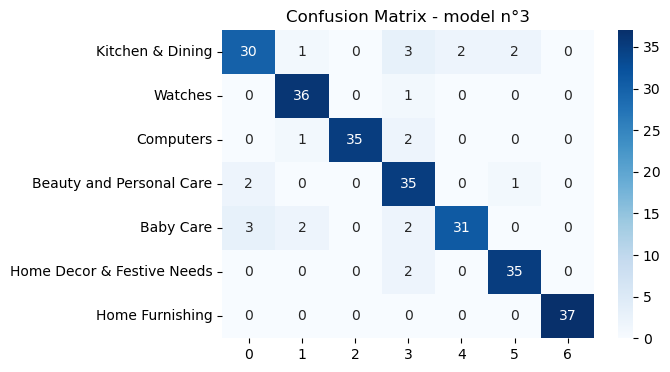 Confusion Matrix - model n°3
Kitchen & Dining 30 1 0 3 2 2 0
Watches 0 36 0 1 0 0 0
Computers 0 1 35 2 0 0 0
Beauty and Personal Care 2 0 0 35 0 1 0
Baby Care 3 2 0 2 31 0 0
Home Decor & Festive Needs 0 0 0 2 0 35 0
Home Furnishing 0 0 0 0 0 0 37
0 1 2 3 4 5 6
35
30
25
20
15
10
5
0